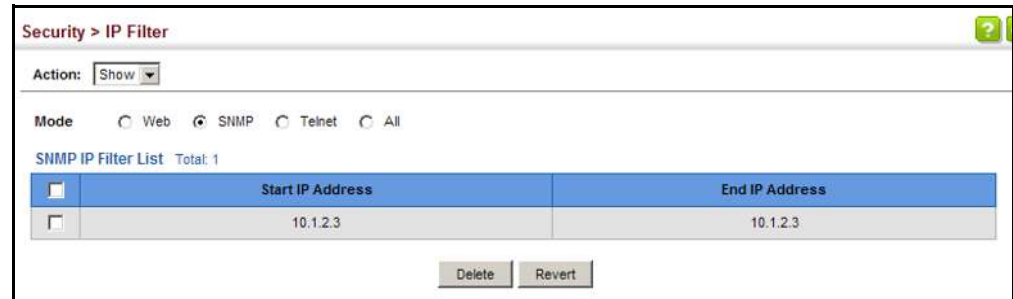 Security > IP Filter
?
Action: Show
Mode Web SNMP Telnet All
SNMP IP Filter List Total: 1
Start IP Address End IP Address
10.1.2.3 10.1.2.3
Delete Revert